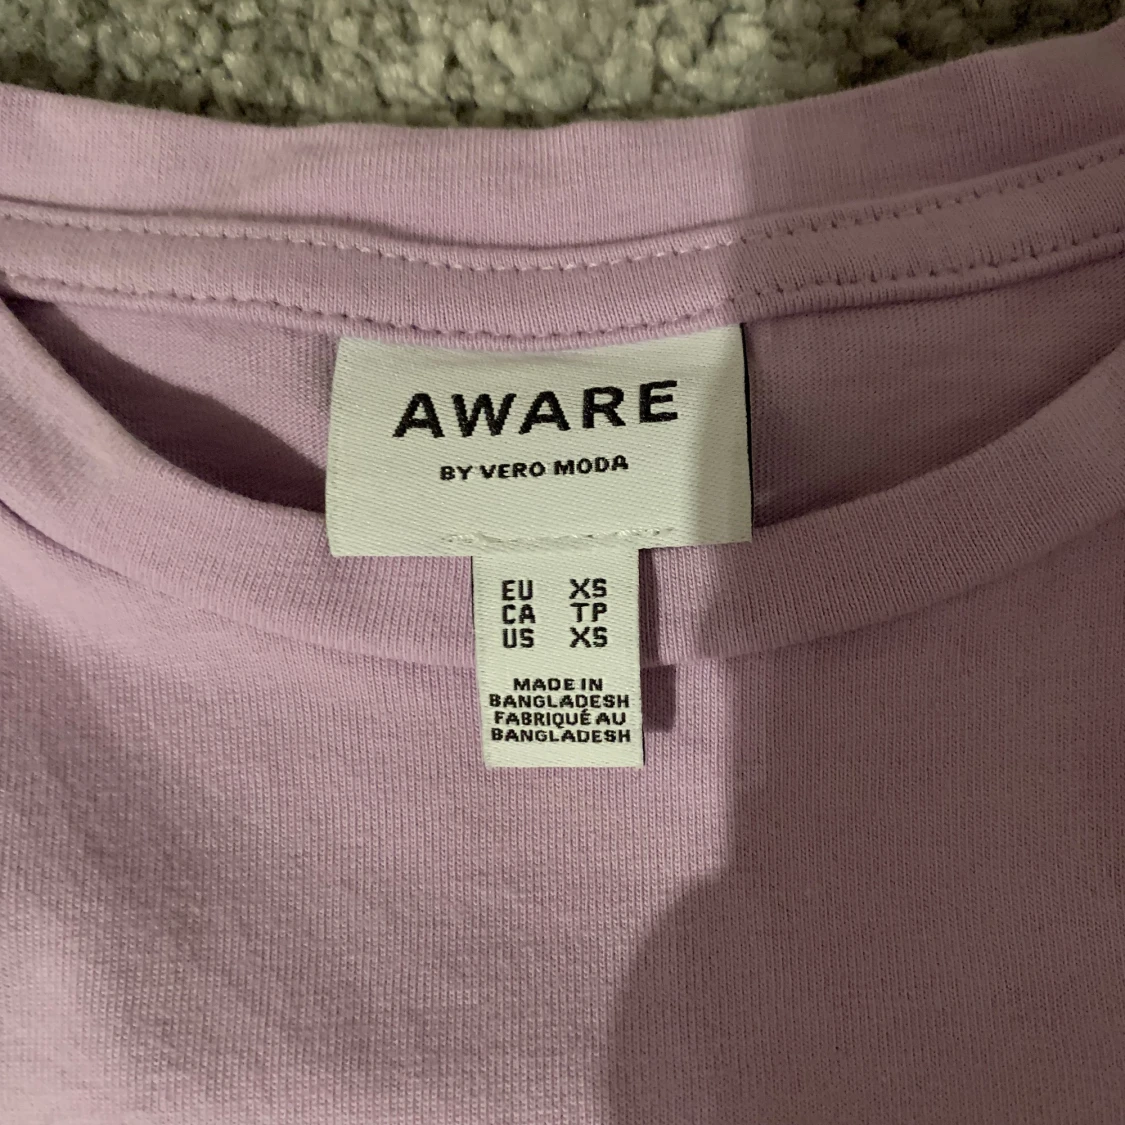 AWARE
BY VERO MODA
EU XS
CA TP
US XS
MADE IN
BANGLADESH
FABRIQUÉ AU
BANGLADESH